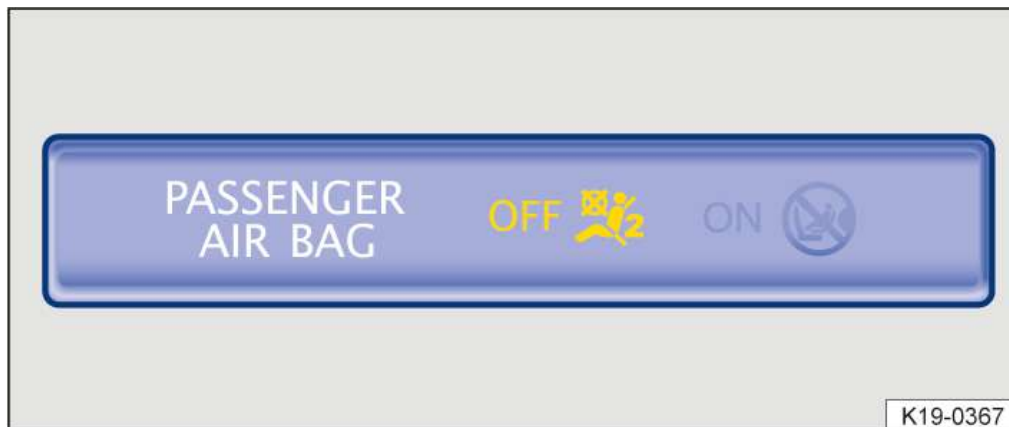 PASSENGER
AIR BAG
OFF 2
ON
K19-0367